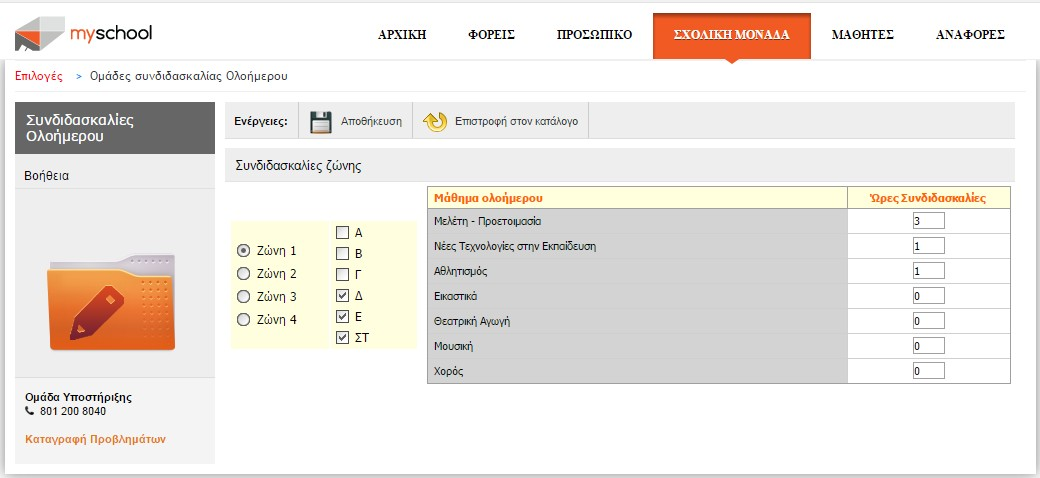 myschool
ΑΡΧΙΚΗ ΦΟΡΕΙΣ ΠΡΟΣΩΠΙΚΟ ΣΧΟΛΙΚΗ ΜΟΝΑΔΑ ΜΑΘΗΤΕΣ ΑΝΑΦΟΡΕΣ
Επιλογές > Ομάδες συνδιδασκαλίας Ολοήμερου
Συνδιδασκαλίες
Ολοήμερου
Βοήθεια
Ομάδα Υποστήριξης
801 200 8040
Καταγραφή Προβλημάτων
Ενέργειες: Αποθήκευση Επιστροφή στον κατάλογο
Συνδιδασκαλίες ζώνης
Ζώνη 1
Ζώνη 2
Ζώνη 3
Ζώνη 4
Α
Β
Γ
Δ
Ε
ΣΤ
Μάθημα ολοήμερου Ώρες Συνδιδασκαλίες
Μελέτη - Προετοιμασία 3
Νέες Τεχνολογίες στην Εκπαίδευση 1
Αθλητισμός 1
Εικαστικά 0
Θεατρική Αγωγή 0
Μουσική 0
Χορός 0